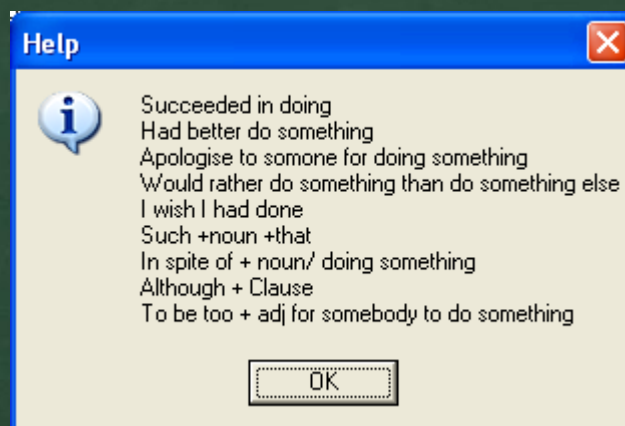 Help
Succeeded in doing
Had better do something
Apologise to somone for doing something
Would rather do something than do something else
I wish I had done
Such +noun +that
In spite of + noun/ doing something
Although + Clause
To be too + adj for somebody to do something
OK